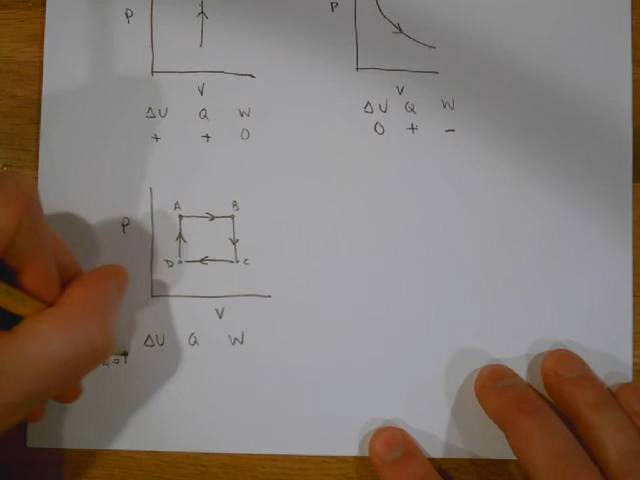 P
V
ΔU Q W
+ + 0
P
V
ΔU Q W
0 + -
P
A B
D C
V
ΔU Q W